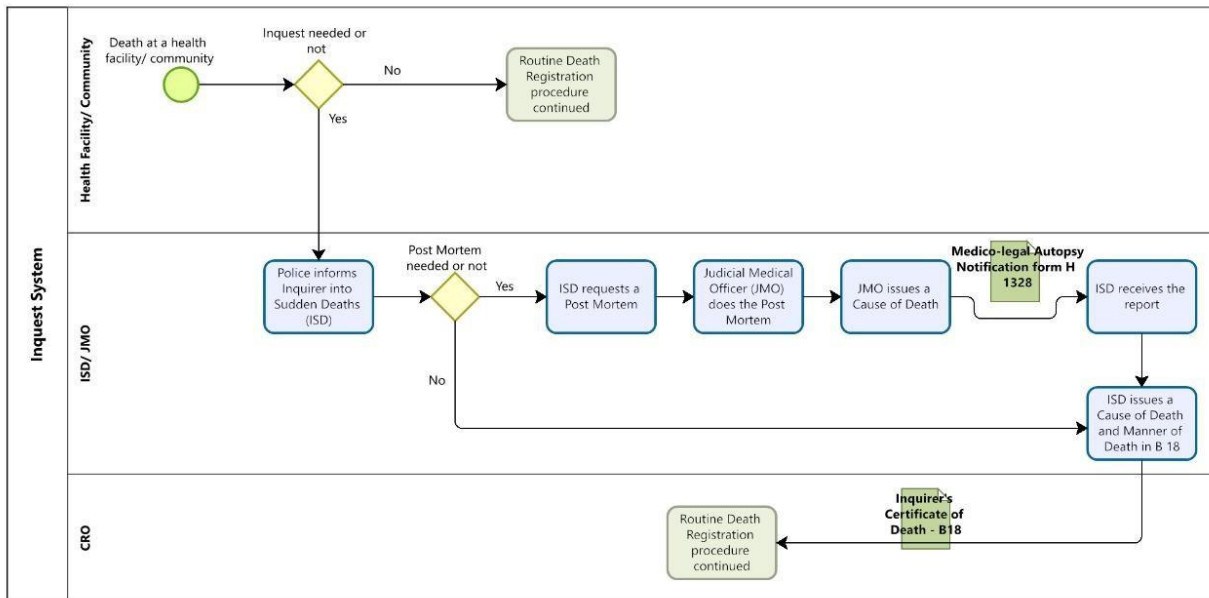 Inquest System
Health Facility/ Community
Death at a health
facility/ community
Inquest needed or
not
No
Yes
Routine Death
Registration
procedure
continued
ISD/ JMO
Police informs
Inquirer into
Sudden Deaths
(ISD)
Post Mortem
needed or not
Yes
No
ISD requests a
Post Mortem
Judicial Medical
Officer (JMO)
does the Post
Mortem
JMO issues a
Cause of Death
Medico-legal Autopsy
Notification form H
1328
ISD receives the
report
ISD issues a
Cause of Death
and Manner of
Death in B 18
CRO
Routine Death
Registration
procedure
continued
Inquirer's
Certificate of
Death - B18